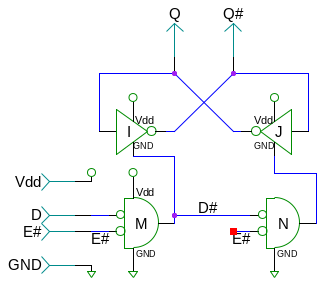 Q Q#
Vdd Vdd
I J
GND GND
Vdd Vdd
D M D# N
E# E# E#
GND GND GND